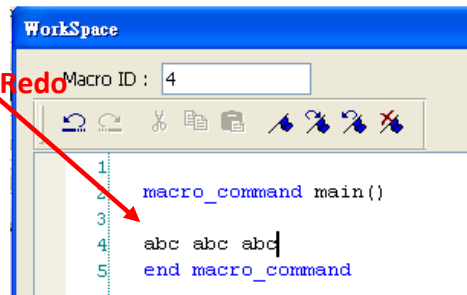 WorkSpace
Redo
Macro ID : 4
1
2 macro_command main()
3
4 abc abc abc
5 end macro_command